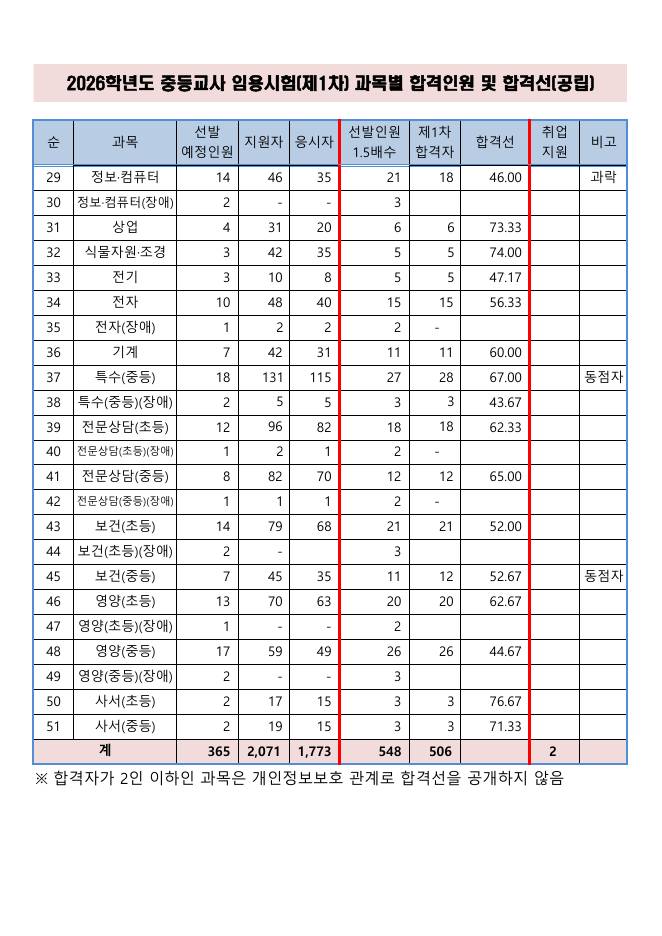 2026학년도 중등교사 임용시험(제1차) 과목별 합격인원 및 합격선(공립)
순 과목 선발 예정인원 지원자 응시자 선발인원 1.5배수 제1차 합격자 합격선 취업 지원 비고
29 정보·컴퓨터 14 46 35 21 18 46.00 과락
30 정보·컴퓨터(장애) 2 - - 3
31 상업 4 31 20 6 6 73.33
32 식물자원·조경 3 42 35 5 5 74.00
33 전기 3 10 8 5 5 47.17
34 전자 10 48 40 15 15 56.33
35 전자(장애) 1 2 2 2 -
36 기계 7 42 31 11 11 60.00
37 특수(중등) 18 131 115 27 28 67.00 동점자
38 특수(중등)(장애) 2 5 5 3 3 43.67
39 전문상담(초등) 12 96 82 18 18 62.33
40 전문상담(초등)(장애) 1 2 1 2 -
41 전문상담(중등) 8 82 70 12 12 65.00
42 전문상담(중등)(장애) 1 1 1 2 -
43 보건(초등) 14 79 68 21 21 52.00
44 보건(초등)(장애) 2 - 3
45 보건(중등) 7 45 35 11 12 52.67 동점자
46 영양(초등) 13 70 63 20 20 62.67
47 영양(초등)(장애) 1 - - 2
48 영양(중등) 17 59 49 26 26 44.67
49 영양(중등)(장애) 2 - - 3
50 사서(초등) 2 17 15 3 3 76.67
51 사서(중등) 2 19 15 3 3 71.33
계 365 2,071 1,773 548 506 2
※ 합격자가 2인 이하인 과목은 개인정보보호 관계로 합격선을 공개하지 않음